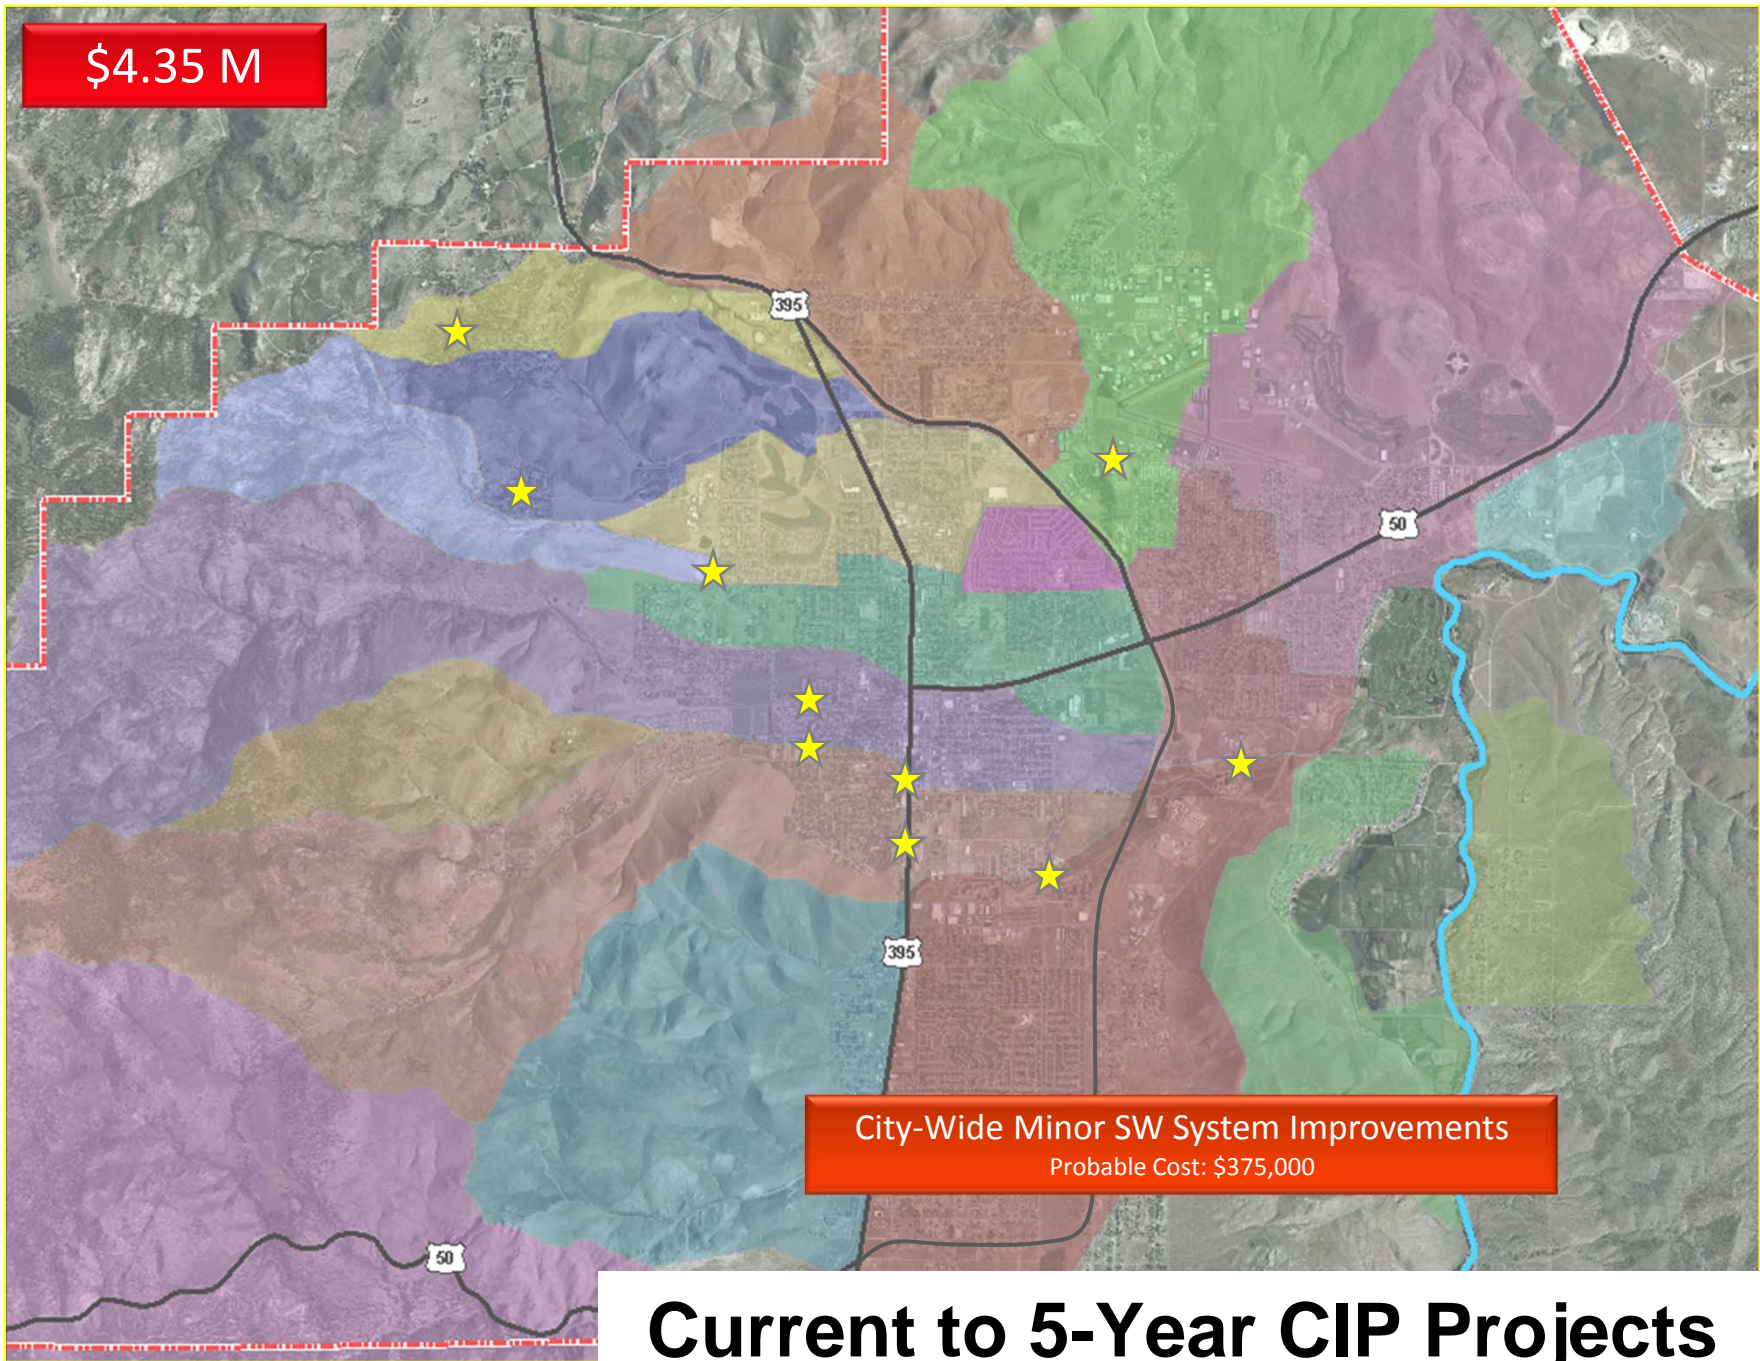 $4.35 M
395
50
395
City-Wide Minor SW System Improvements
Probable Cost: $375,000
50
Current to 5-Year CIP Projects